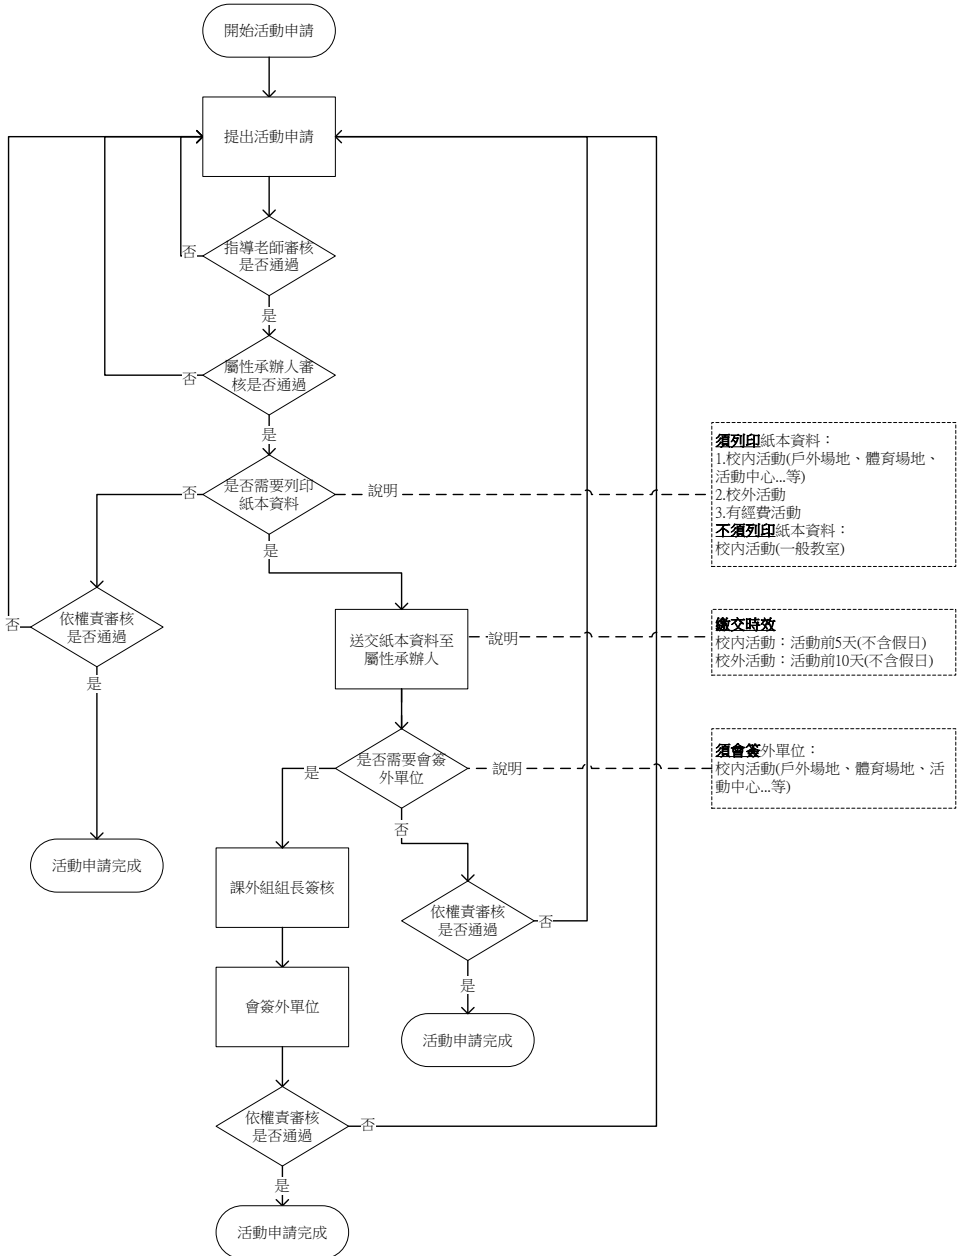 開始活動申請
提出活動申請
指導老師審核
是否通過
否
是
屬性承辦人審
核是否通過
否
是
是否需要列印
紙本資料
否
說明
是
須列印紙本資料：
1.校內活動(戶外場地、體育場地、
活動中心...等)
2.校外活動
3.有經費活動
不須列印紙本資料：
校內活動(一般教室)
依權責審核
是否通過
否
是
送交紙本資料至
屬性承辦人
說明
繳交時效
校內活動：活動前5天(不含假日)
校外活動：活動前10天(不含假日)
是否需要會簽
外單位
是
說明
否
須會簽外單位：
校內活動(戶外場地、體育場地、活
動中心...等)
活動申請完成
課外組組長簽核
依權責審核
是否通過
否
是
會簽外單位
活動申請完成
依權責審核
是否通過
否
是
活動申請完成